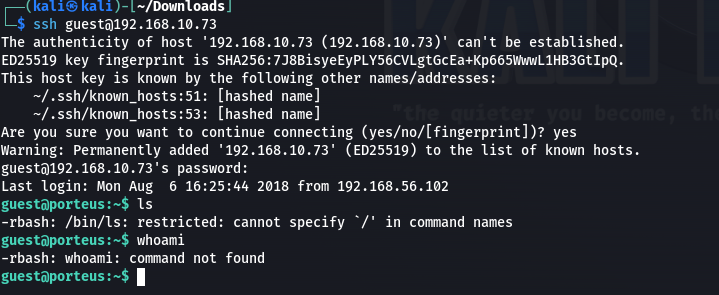 ┌──(kali㉿kali)-[~/Downloads]
└─$ ssh guest@192.168.10.73
The authenticity of host '192.168.10.73 (192.168.10.73)' can't be established.
ED25519 key fingerprint is SHA256:7J8BisyeEyPLY56CVLgtGcEa+Kp665WwwL1HB3GtIpQ.
This host key is known by the following other names/addresses:
    ~/.ssh/known_hosts:51: [hashed name]
    ~/.ssh/known_hosts:53: [hashed name]
Are you sure you want to continue connecting (yes/no/[fingerprint])? yes
Warning: Permanently added '192.168.10.73' (ED25519) to the list of known hosts.
guest@192.168.10.73's password:
Last login: Mon Aug  6 16:25:44 2018 from 192.168.56.102
guest@porteus:~$ ls
-rbash: /bin/ls: restricted: cannot specify `/' in command names
guest@porteus:~$ whoami
-rbash: whoami: command not found
guest@porteus:~$
"the quieter you become, the